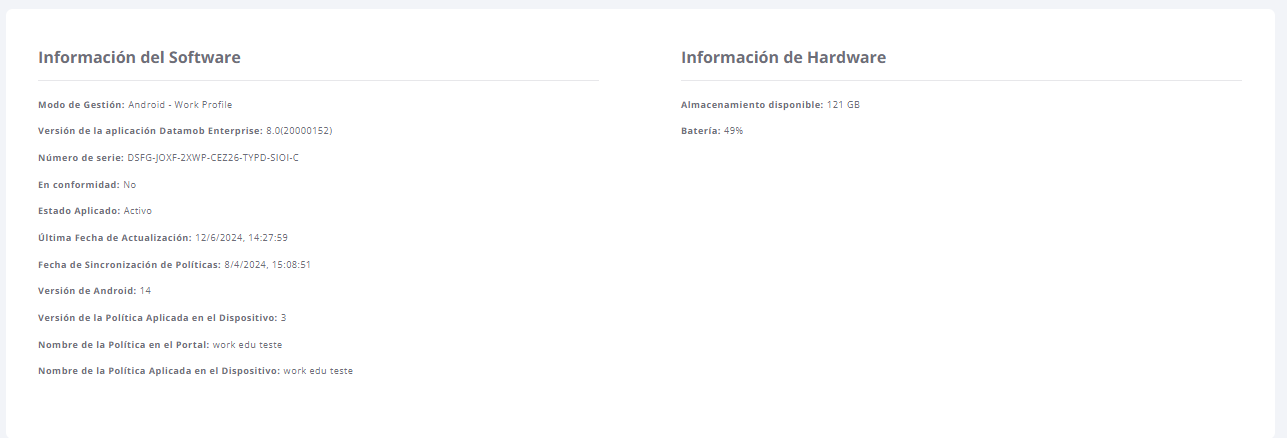 Información del Software
Modo de Gestión: Android - Work Profile
Versión de la aplicación Datamob Enterprise: 8.0(20000152)
Número de serie: DSFG-JOXF-2XWP-CEZ26-TYPD-SIOI-C
En conformidad: No
Estado Aplicado: Activo
Última Fecha de Actualización: 12/6/2024, 14:27:59
Fecha de Sincronización de Políticas: 8/4/2024, 15:08:51
Versión de Android: 14
Versión de la Política Aplicada en el Dispositivo: 3
Nombre de la Política en el Portal: work edu teste
Nombre de la Política Aplicada en el Dispositivo: work edu teste
Información de Hardware
Almacenamiento disponible: 121 GB
Batería: 49%